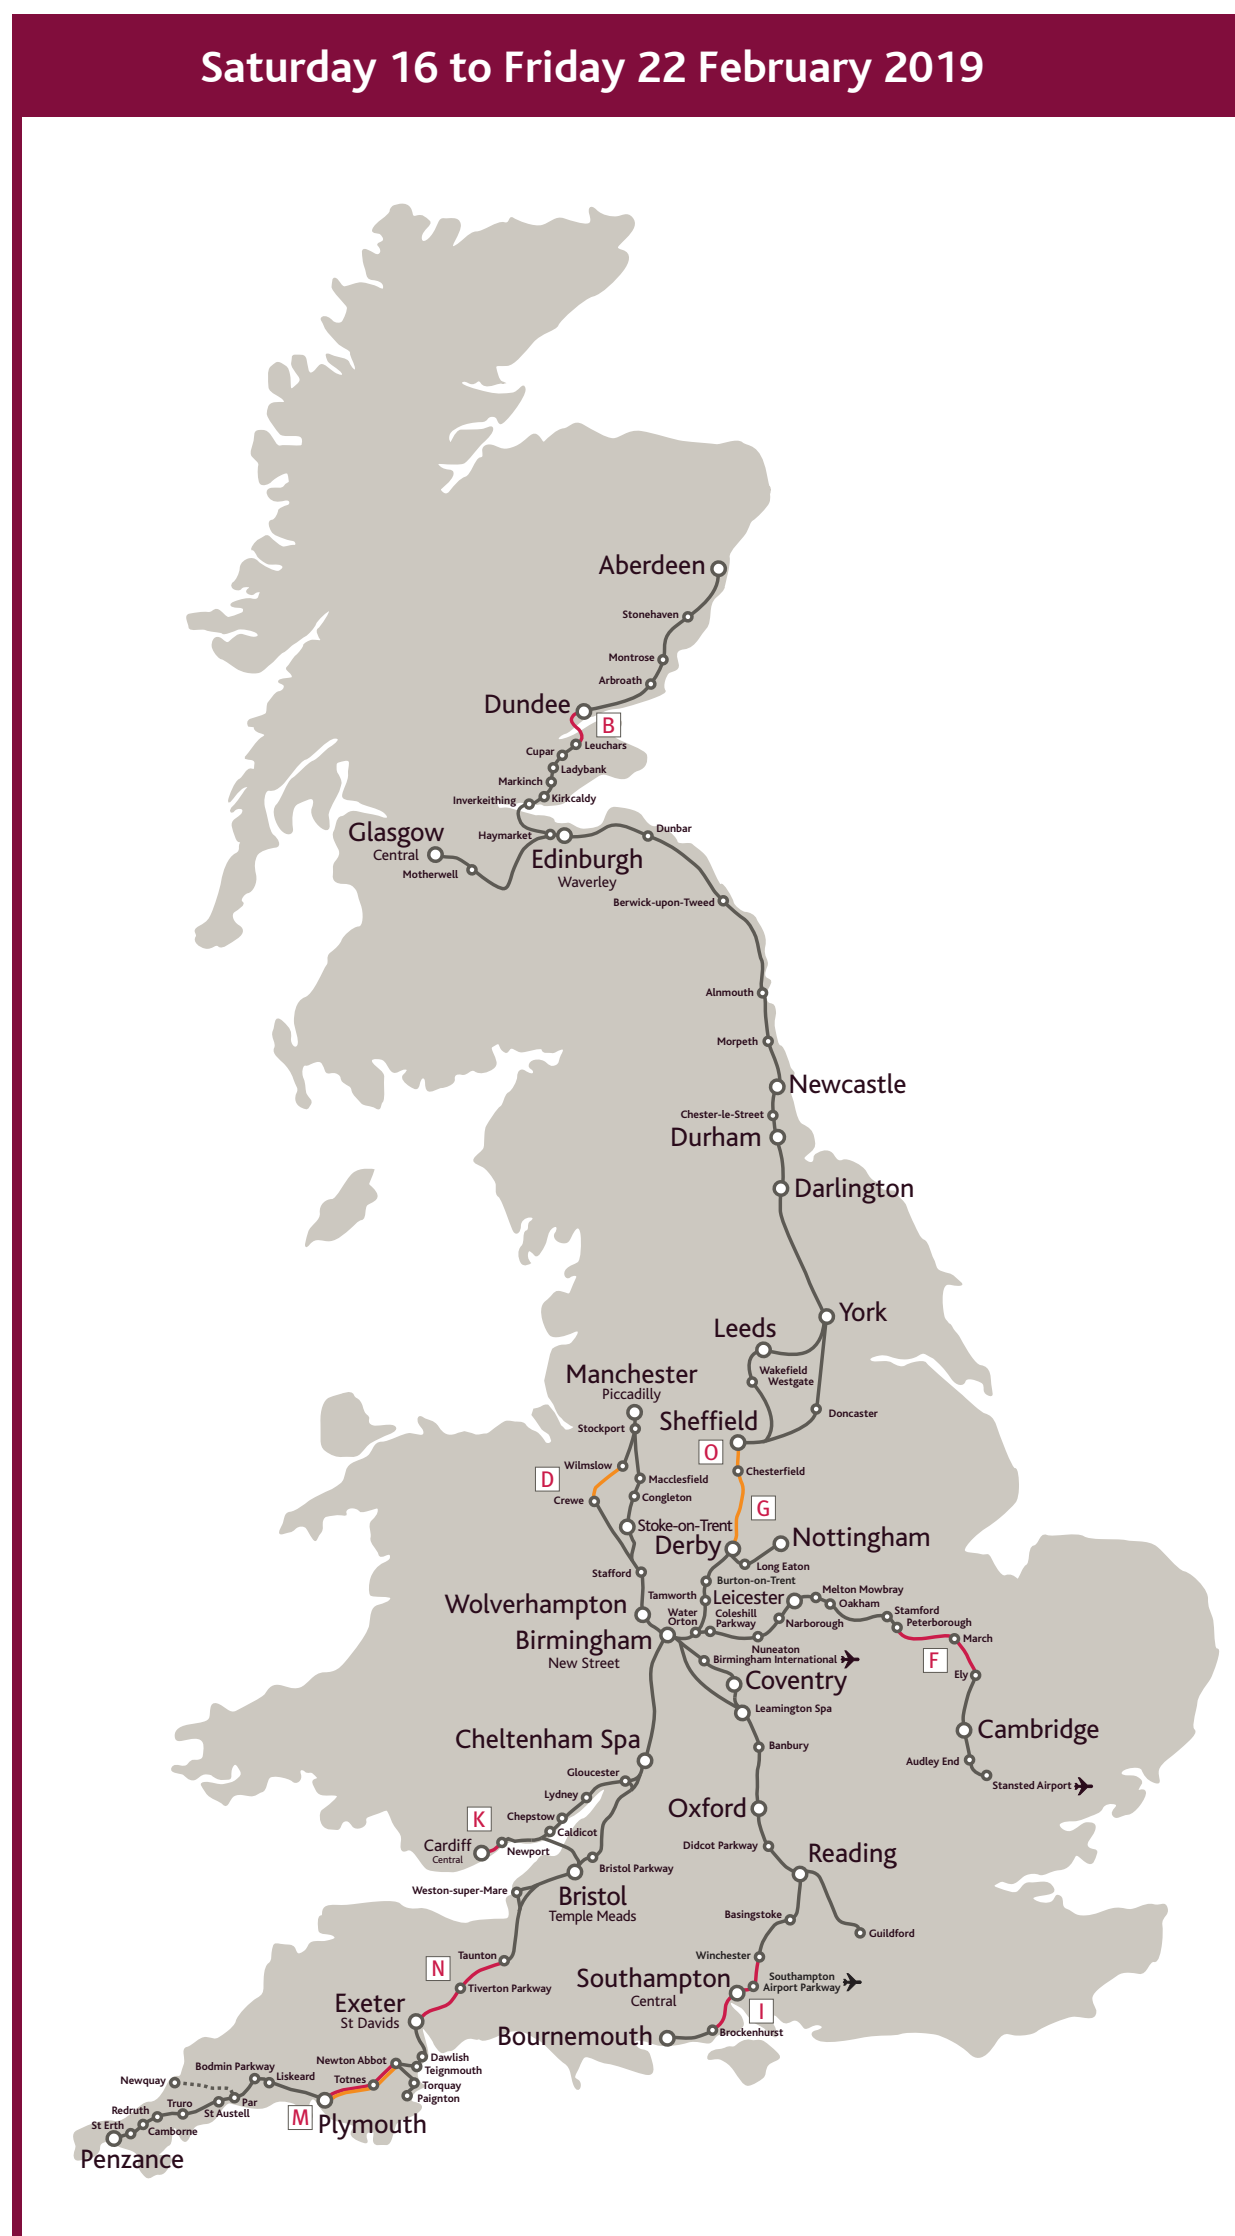 Saturday 16 to Friday 22 February 2019
Aberdeen
Stonehaven
Montrose
Arbroath
Dundee
B
Leuchars
Cupar
Ladybank
Markinch
Kirkcaldy
Inverkeithing
Glasgow
Central
Motherwell
Haymarket
Edinburgh
Waverley
Dunbar
Berwick-upon-Tweed
Alnmouth
Morpeth
Newcastle
Chester-le-Street
Durham
Darlington
York
Leeds
Wakefield
Westgate
Manchester
Piccadilly
Stockport
Doncaster
Sheffield
O
Wilmslow
Chesterfield
D
Macclesfield
Crewe
Congleton
G
Stoke-on-Trent
Derby
Nottingham
Long Eaton
Stafford
Burton-on-Trent
Tamworth
Leicester
Melton Mowbray
Oakham
Wolverhampton
Water
Orton
Coleshill
Parkway
Narborough
Stamford
Peterborough
March
Birmingham
New Street
Nuneaton
Birmingham International
F
Ely
Coventry
Leamington Spa
Cambridge
Cheltenham Spa
Banbury
Audley End
Stansted Airport
Gloucester
Lydney
Oxford
Chepstow
K
Caldicot
Cardiff
Central
Newport
Didcot Parkway
Reading
Bristol Parkway
Weston-super-Mare
Bristol
Temple Meads
Basingstoke
Guildford
Taunton
Winchester
N
Tiverton Parkway
Southampton
Central
Southampton
Airport Parkway
Exeter
St Davids
I
Bournemouth
Brockenhurst
Dawlish
Teignmouth
Newton Abbot
Bodmin Parkway
Liskeard
Totnes
Torquay
Paignton
Newquay
Par
St Austell
Truro
Redruth
St Erth
Camborne
M
Plymouth
Penzance